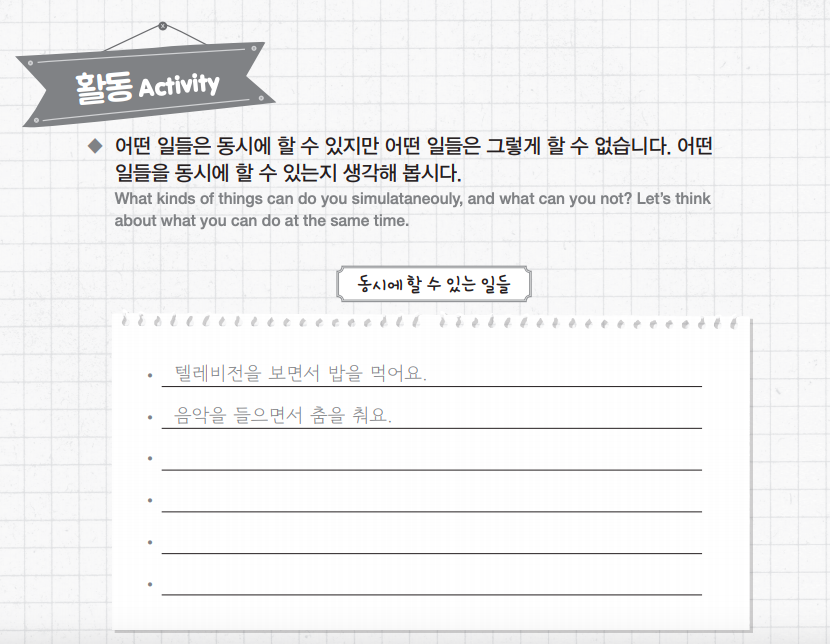 활동 Activity
◆ 어떤 일들은 동시에 할 수 있지만 어떤 일들은 그렇게 할 수 없습니다. 어떤
일들을 동시에 할 수 있는지 생각해 봅시다.
What kinds of things can do you simulataneouly, and what can you not? Let's think
about what you can do at the same time.
동시에 할 수 있는 일들
• 텔레비전을 보면서 밥을 먹어요.
• 음악을 들으면서 춤을 춰요.
•
•
•
•